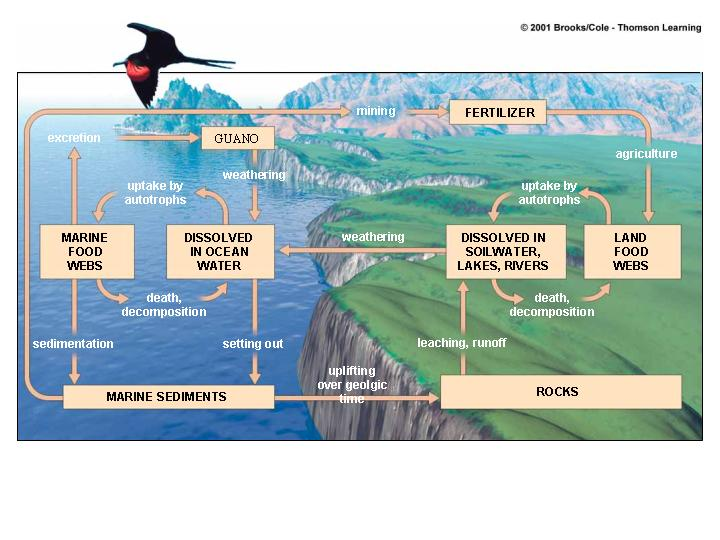 © 2001 Brooks/Cole - Thomson Learning
mining
FERTILIZER
excretion
GUANO
agriculture
weathering
uptake by
autotrophs
uptake by
autotrophs
MARINE
FOOD
WEBS
DISSOLVED
IN OCEAN
WATER
weathering
DISSOLVED IN
SOILWATER,
LAKES, RIVERS
LAND
FOOD
WEBS
death,
decomposition
death,
decomposition
sedimentation
setting out
leaching, runoff
uplifting
over geolgic
time
MARINE SEDIMENTS
ROCKS